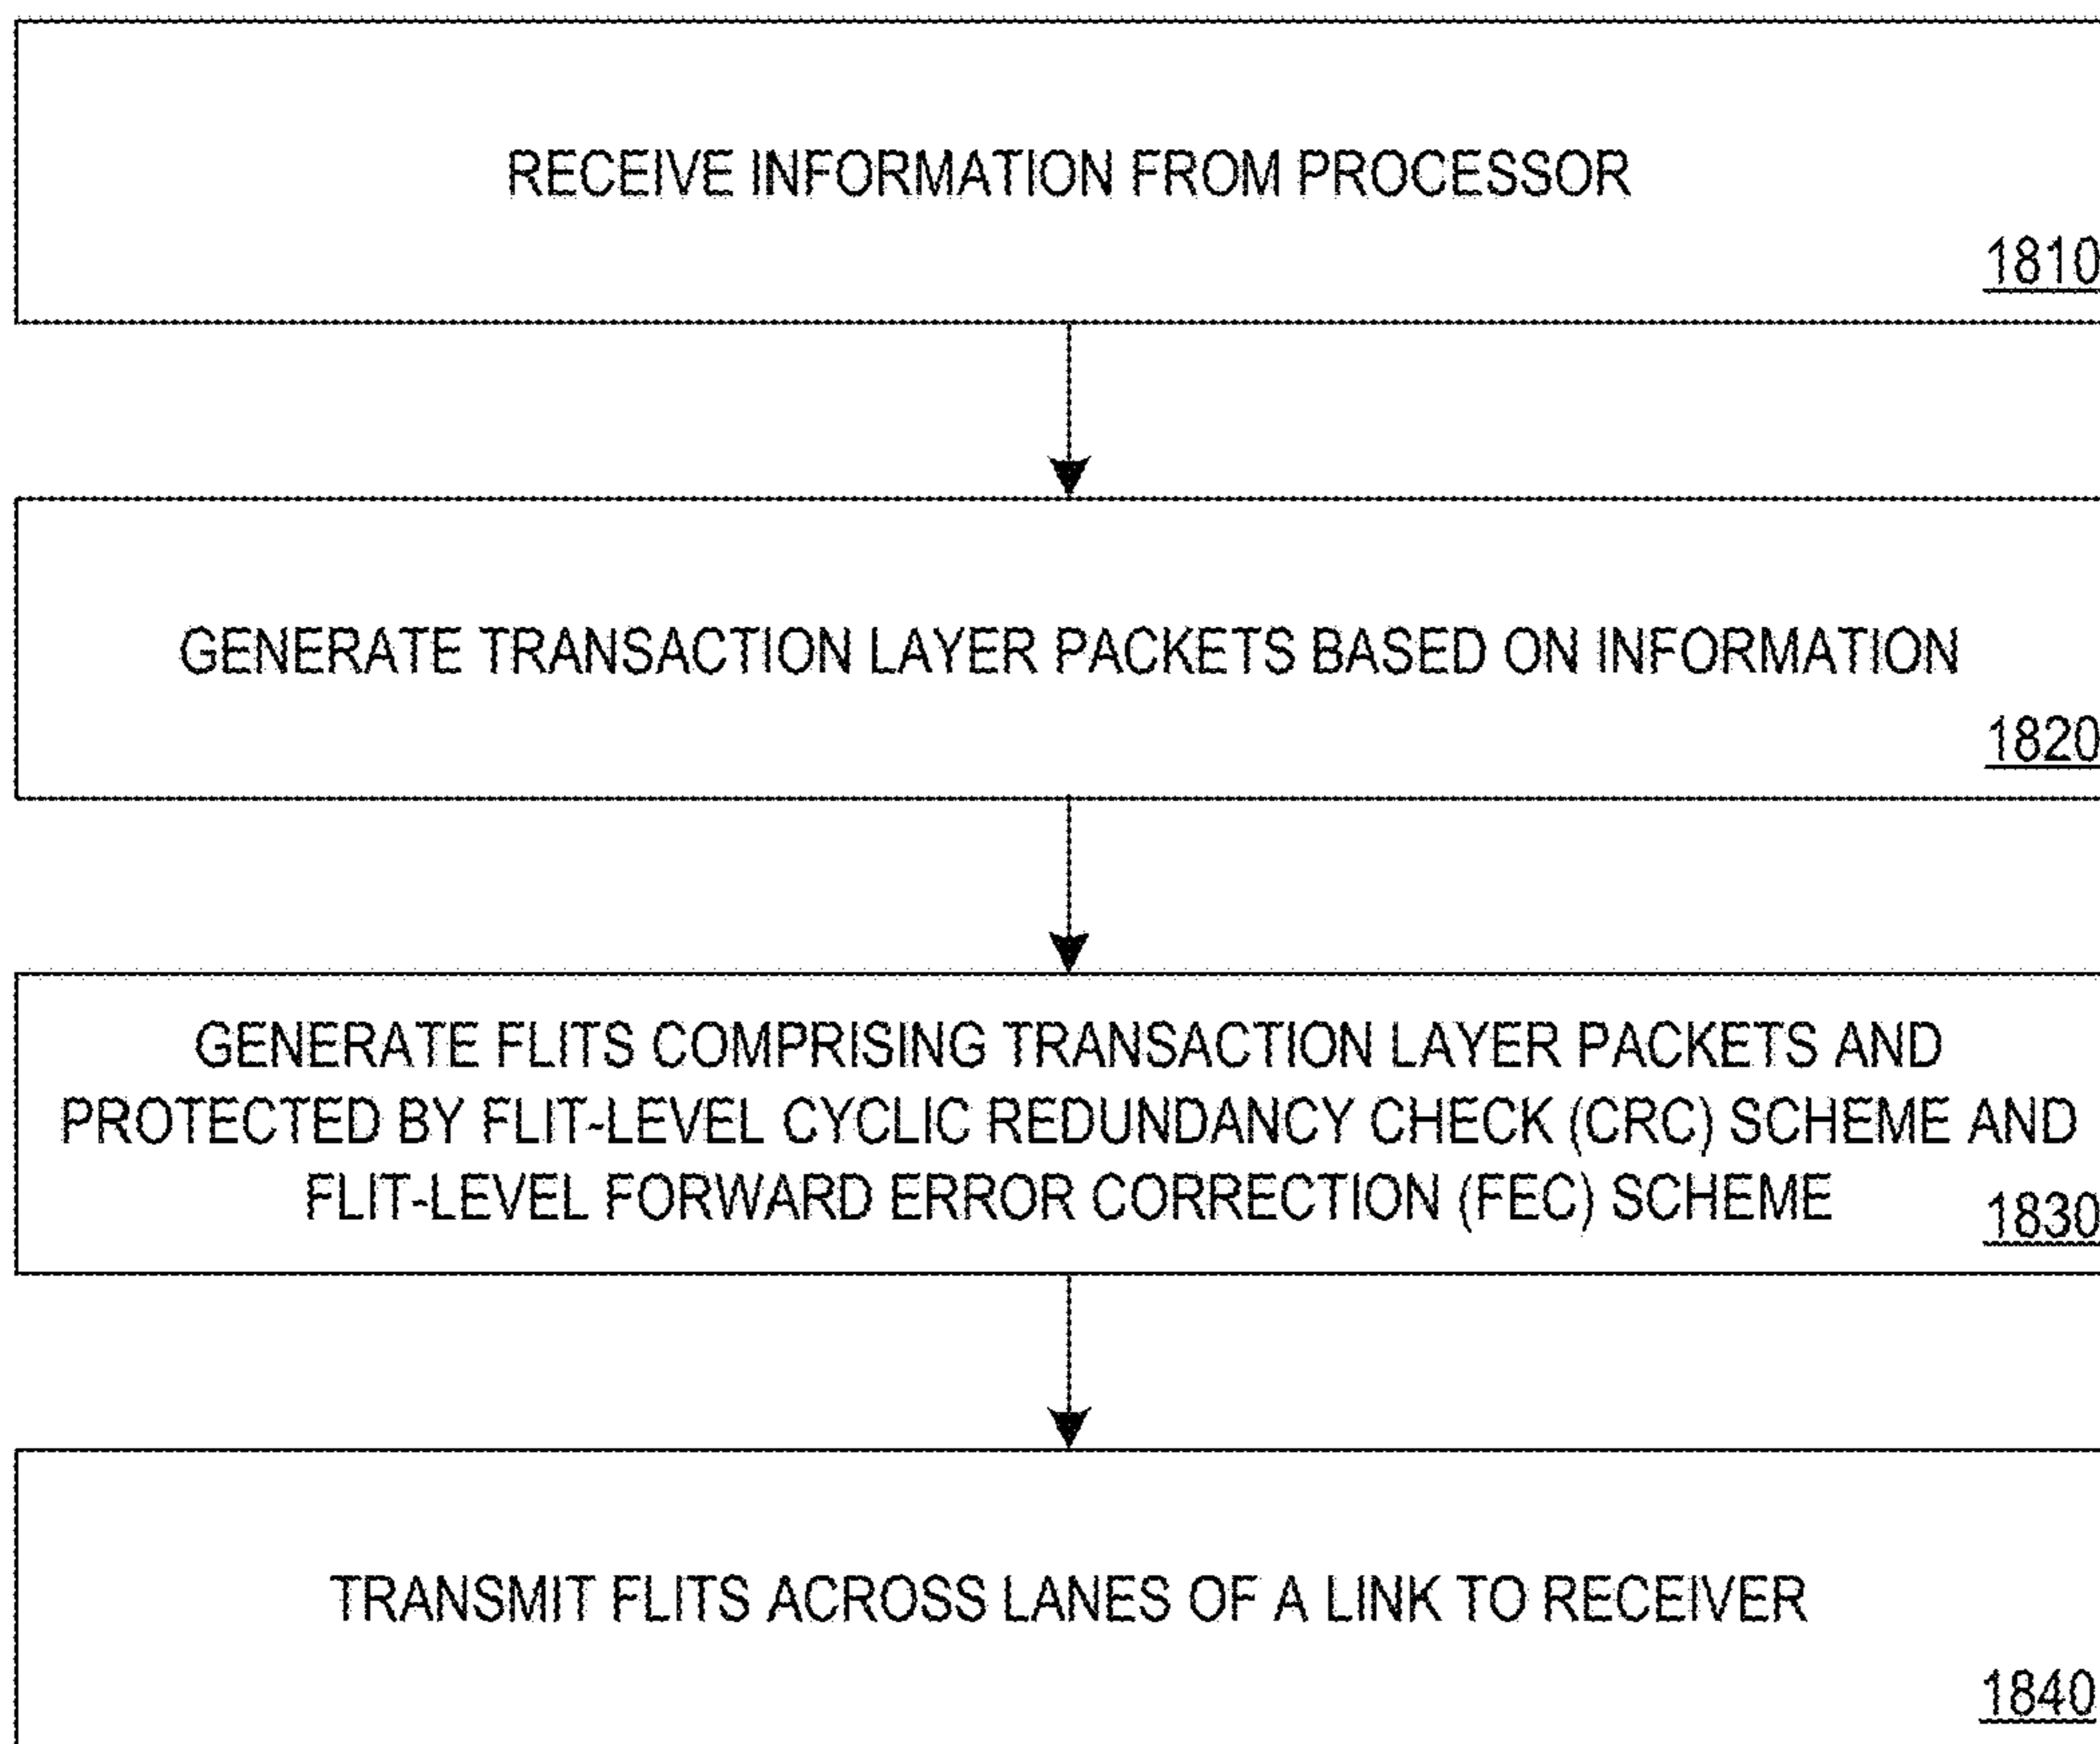 RECEIVE INFORMATION FROM PROCESSOR
1810
GENERATE TRANSACTION LAYER PACKETS BASED ON INFORMATION
1820
GENERATE FLITS COMPRISING TRANSACTION LAYER PACKETS AND
PROTECTED BY FLIT-LEVEL CYCLIC REDUNDANCY CHECK (CRC) SCHEME AND
FLIT-LEVEL FORWARD ERROR CORRECTION (FEC) SCHEME
1830
TRANSMIT FLITS ACROSS LANES OF A LINK TO RECEIVER
1840